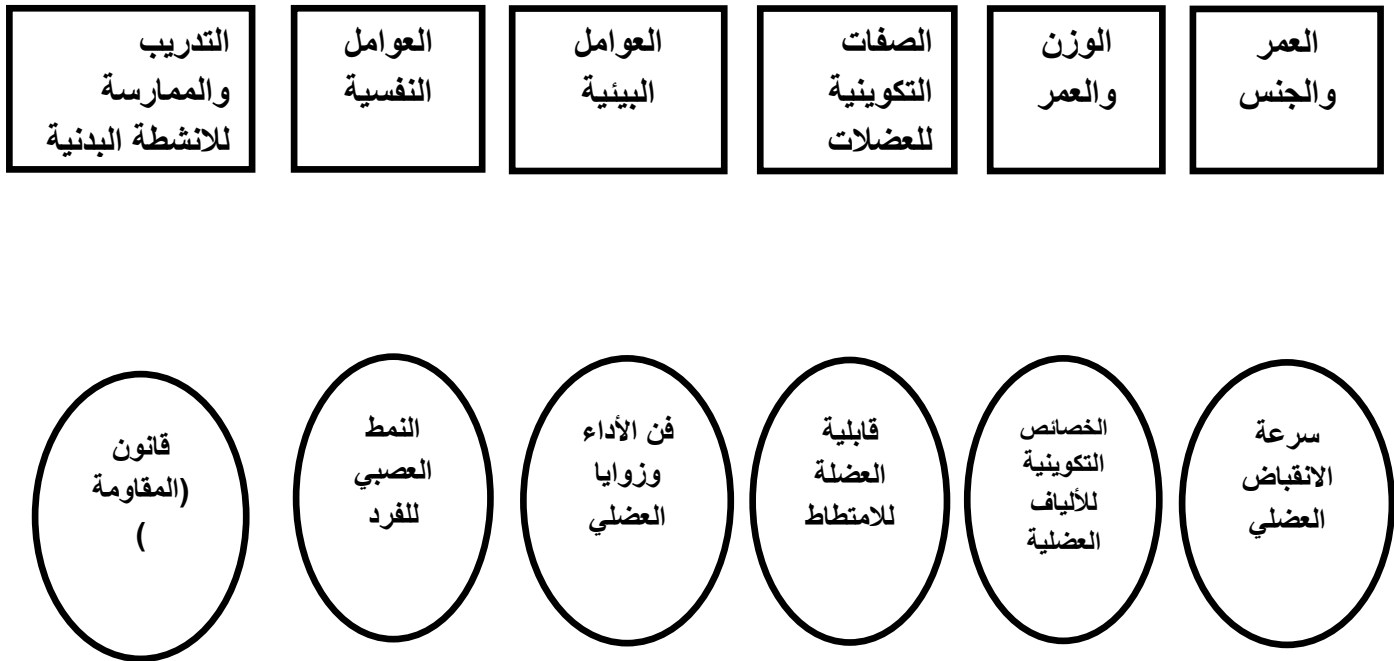 العمر
والجنس
الوزن
والعمر
الصفات
التكوينية
للعضلات
العوامل
البيئية
العوامل
النفسية
التدريب
والممارسة
للانشطة البدنية
سرعة
الانقباض
العضلي
الخصائص
التكوينية
للألياف
العضلية
قابلية
العضلة
للامتطاط
فن الأداء
وزوايا
العضلي
النمط
العصبي
للفرد
قانون
(المقاومة
)